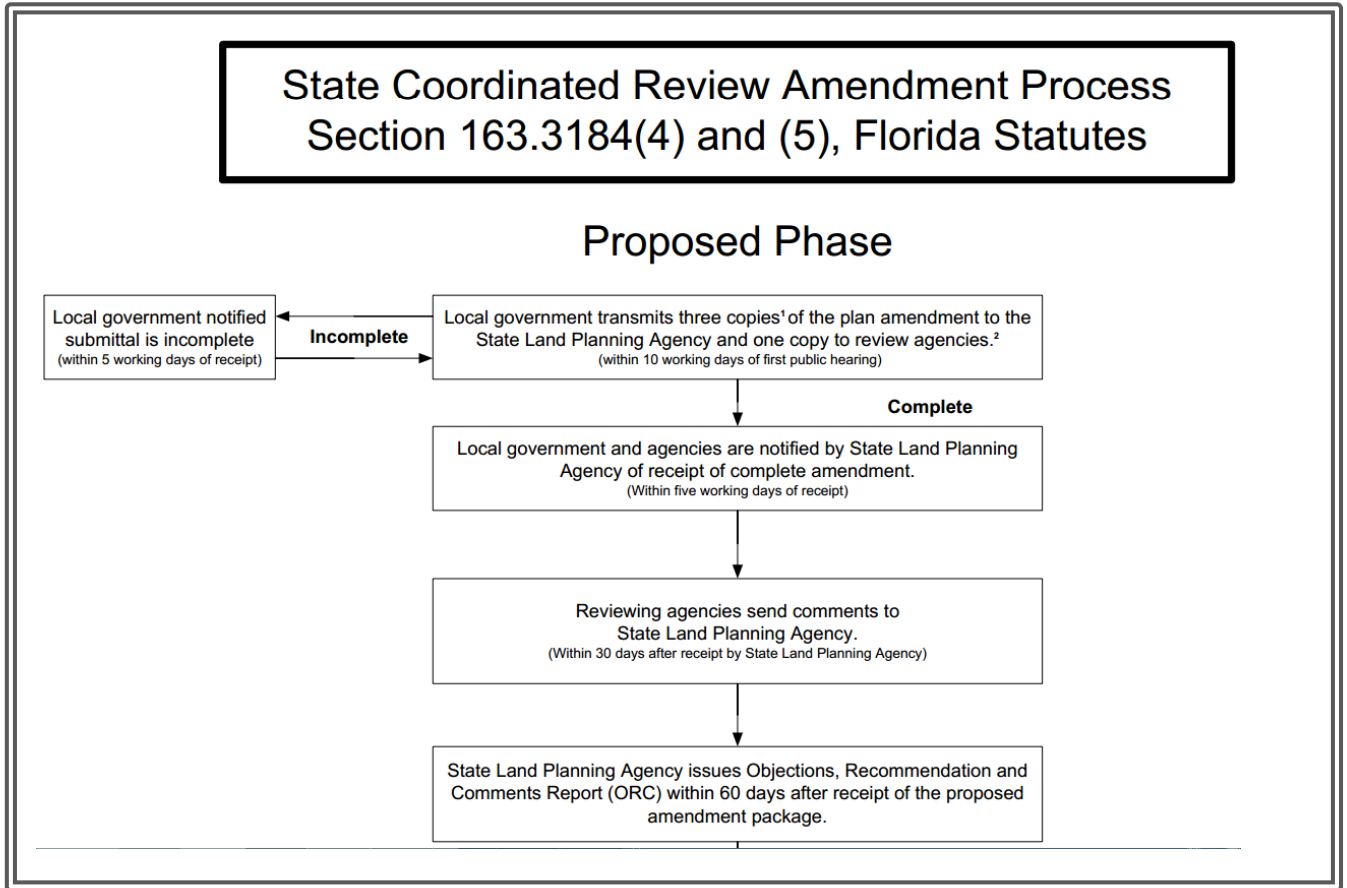 State Coordinated Review Amendment Process
Section 163.3184(4) and (5), Florida Statutes
Proposed Phase
Local government notified
submittal is incomplete
(within 5 working days of receipt)
Incomplete
Local government transmits three copies¹ of the plan amendment to the
State Land Planning Agency and one copy to review agencies.²
(within 10 working days of first public hearing)
Complete
Local government and agencies are notified by State Land Planning
Agency of receipt of complete amendment.
(Within five working days of receipt)
Reviewing agencies send comments to
State Land Planning Agency.
(Within 30 days after receipt by State Land Planning Agency)
State Land Planning Agency issues Objections, Recommendation and
Comments Report (ORC) within 60 days after receipt of the proposed
amendment package.